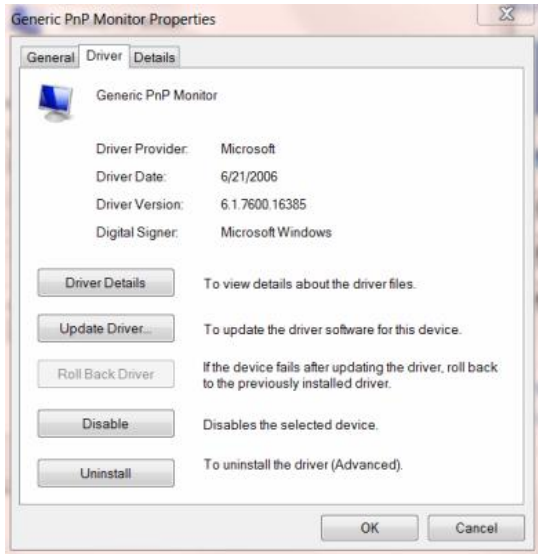 Generic PnP Monitor Properties
General Driver Details
Generic PnP Monitor
Driver Provider: Microsoft
Driver Date: 6/21/2006
Driver Version: 6.1.7600.16385
Digital Signer: Microsoft Windows
Driver Details To view details about the driver files.
Update Driver... To update the driver software for this device.
Roll Back Driver If the device fails after updating the driver, roll back
to the previously installed driver.
Disable Disables the selected device.
Uninstall To uninstall the driver (Advanced).
OK Cancel